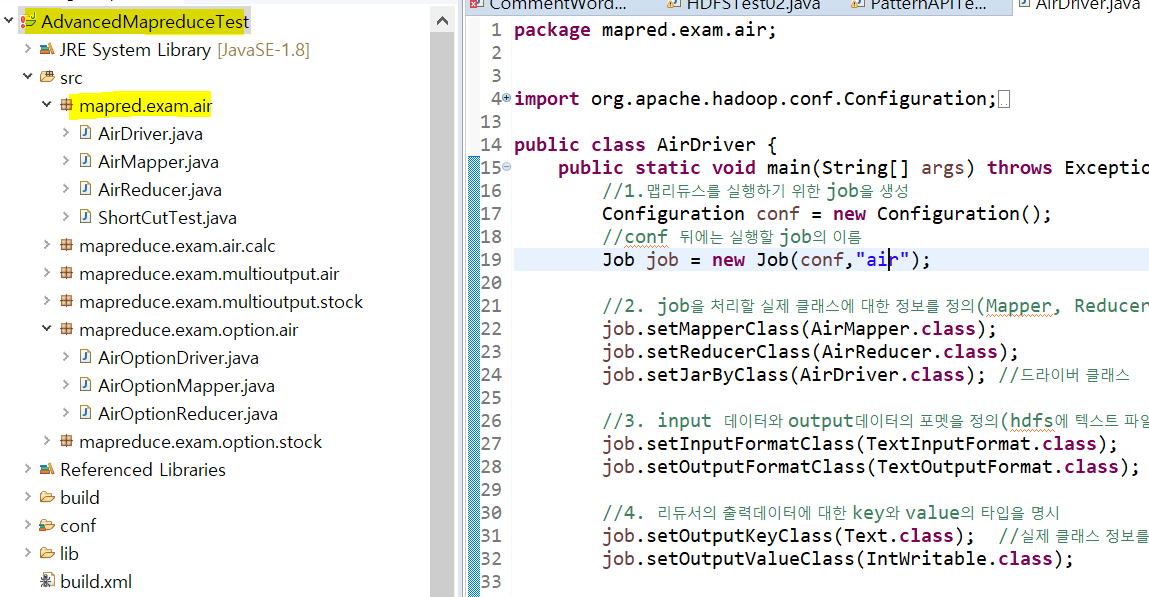 AdvancedMapreduceTest
JRE System Library [JavaSE-1.8]
src
mapred.exam.air
AirDriver.java
AirMapper.java
AirReducer.java
ShortCutTest.java
mapreduce.exam.air.calc
mapreduce.exam.multioutput.air
mapreduce.exam.multioutput.stock
mapreduce.exam.option.air
AirOptionDriver.java
AirOptionMapper.java
AirOptionReducer.java
mapreduce.exam.option.stock
Referenced Libraries
build
conf
lib
build.xml
CommentWord... HDFSTest02.java PatternAPITe... AirDriver.java
1 package mapred.exam.air;
2
3
4 import org.apache.hadoop.conf.Configuration;
13
14 public class AirDriver {
15 public static void main(String[] args) throws Exceptio
16 //1.맵리듀스를 실행하기 위한 job을 생성
17 Configuration conf = new Configuration();
18 //conf 뒤에는 실행할 job의 이름
19 Job job = new Job(conf,"air");
20
21 //2. job을 처리할 실제 클래스에 대한 정보를 정의(Mapper, Reducer
22 job.setMapperClass(AirMapper.class);
23 job.setReducerClass(AirReducer.class);
24 job.setJarByClass(AirDriver.class); //드라이버 클래스
25
26 //3. input 데이터와 output데이터의 포멧을 정의(hdfs에 텍스트 파일
27 job.setInputFormatClass(TextInputFormat.class);
28 job.setOutputFormatClass(TextOutputFormat.class);
29
30 //4. 리듀서의 출력데이터에 대한 key와 value의 타입을 명시
31 job.setOutputKeyClass(Text.class); //실제 클래스 정보를
32 job.setOutputValueClass(IntWritable.class);
33